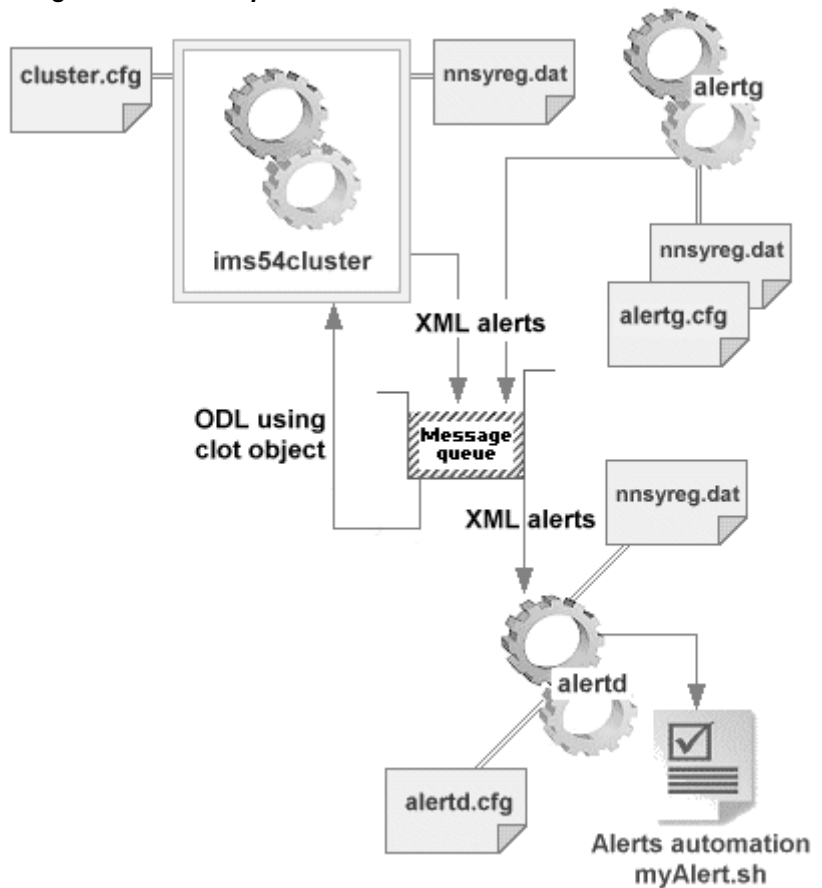 cluster.cfg
nnsyreg.dat
alertg
ims54cluster
nnsyreg.dat
alertg.cfg
XML alerts
ODL using
clot object
Message
queue
XML alerts
nnsyreg.dat
alertd
alertd.cfg
Alerts automation
myAlert.sh